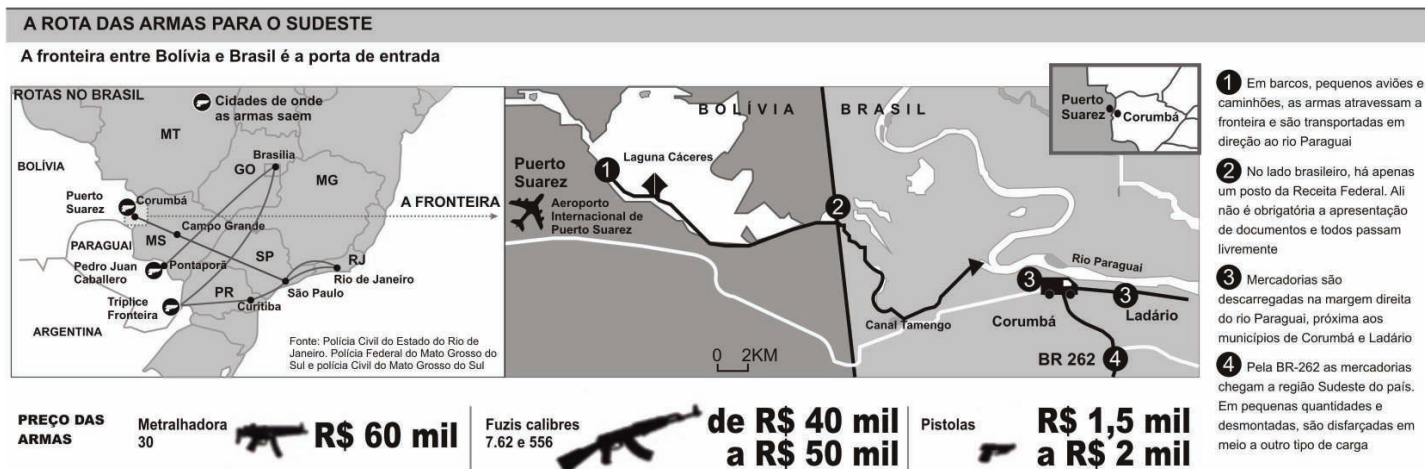 A ROTA DAS ARMAS PARA O SUDESTE
A fronteira entre Bolívia e Brasil é a porta de entrada
ROTAS NO BRASIL
Cidades de onde
as armas saem
MT
BOLÍVIA
Brasília
GO
MG
Puerto
Suarez
Corumbá
A FRONTEIRA
Campo Grande
PARAGUAI
MS
SP
RJ
Pedro Juan
Caballero
Pontaporã
Rio de Janeiro
PR
São Paulo
Tríplice
Fronteira
Curitiba
ARGENTINA
Fonte: Polícia Civil do Estado do Rio de
Janeiro. Polícia Federal do Mato Grosso do
Sul e polícia Civil do Mato Grosso do Sul
BOLÍVIA
BRASIL
Puerto
Suarez
Corumbá
Puerto
Suarez
1
Laguna Cáceres
Aeroporto
Internacional de
Puerto Suarez
2
Rio Paraguai
3
3
Corumbá
Ladário
Canal Tamengo
0 2KM
BR 262
4
1 Em barcos, pequenos aviões e
caminhões, as armas atravessam a
fronteira e são transportadas em
direção ao rio Paraguai
2 No lado brasileiro, há apenas
um posto da Receita Federal. Ali
não é obrigatória a apresentação
de documentos e todos passam
livremente
3 Mercadorias são
descarregadas na margem direita
do rio Paraguai, próxima aos
municípios de Corumbá e Ladário
4 Pela BR-262 as mercadorias
chegam a região Sudeste do país.
Em pequenas quantidades e
desmontadas, são disfarçadas em
meio a outro tipo de carga
PREÇO DAS
ARMAS
Metralhadora
30
R$ 60 mil
Fuzis calibres
7.62 e 556
de R$ 40 mil
a R$ 50 mil
Pistolas
R$ 1,5 mil
a R$ 2 mil